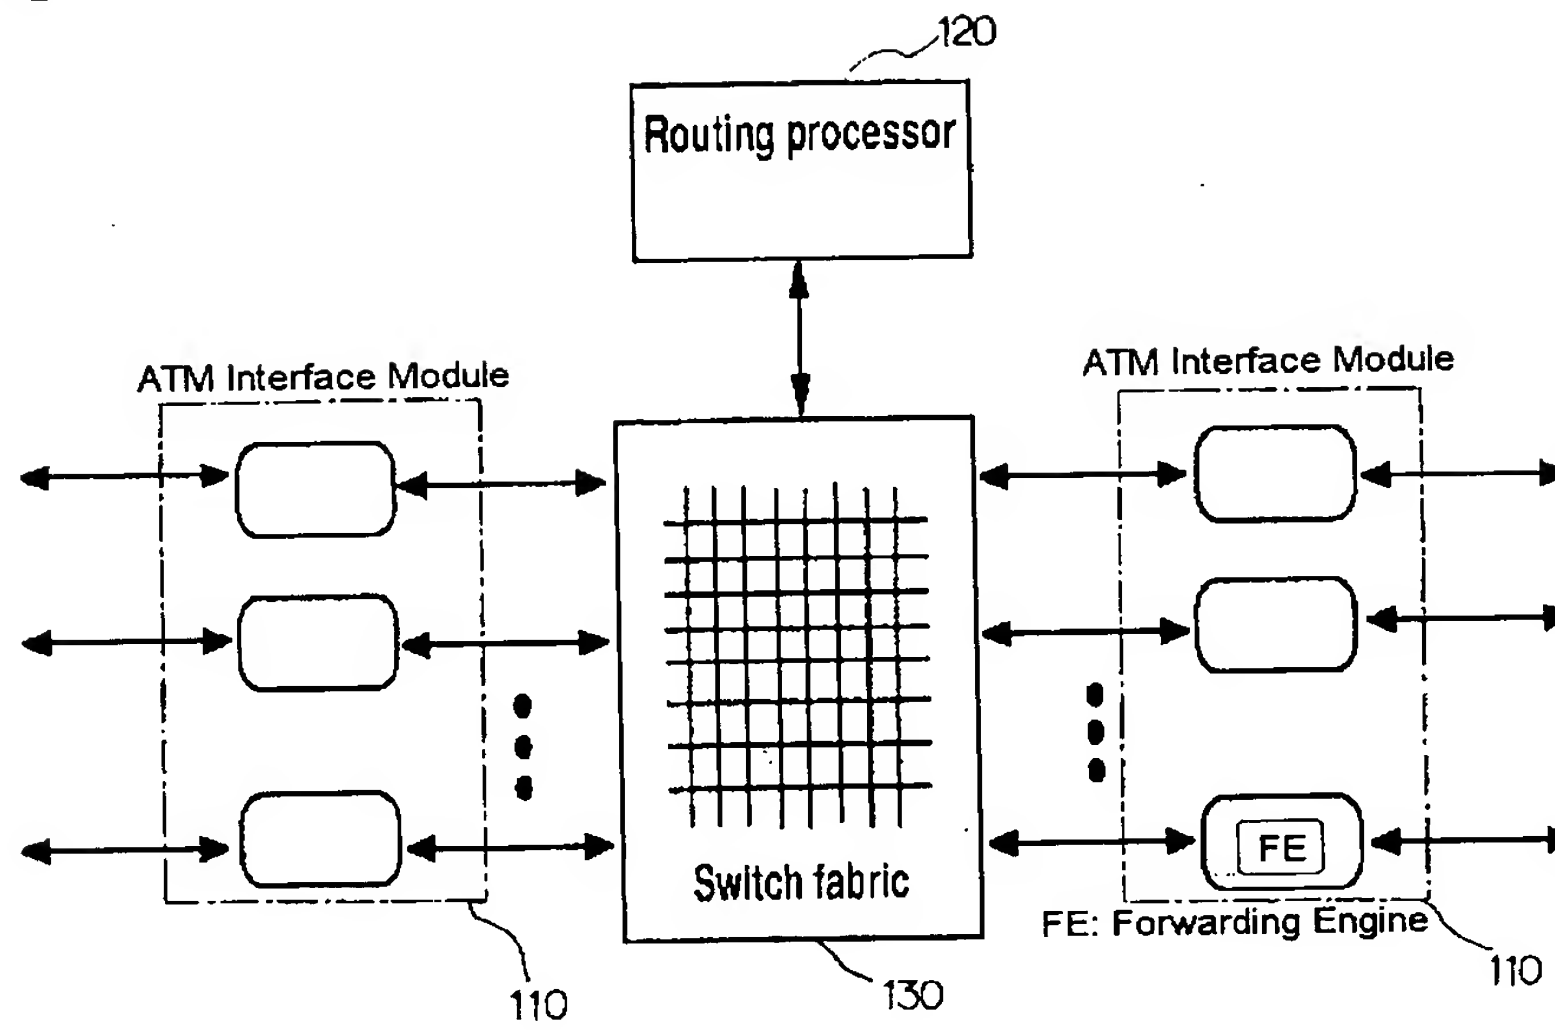 120
Routing processor
ATM Interface Module
ATM Interface Module
FE
Switch fabric
FE: Forwarding Engine
110
130
110